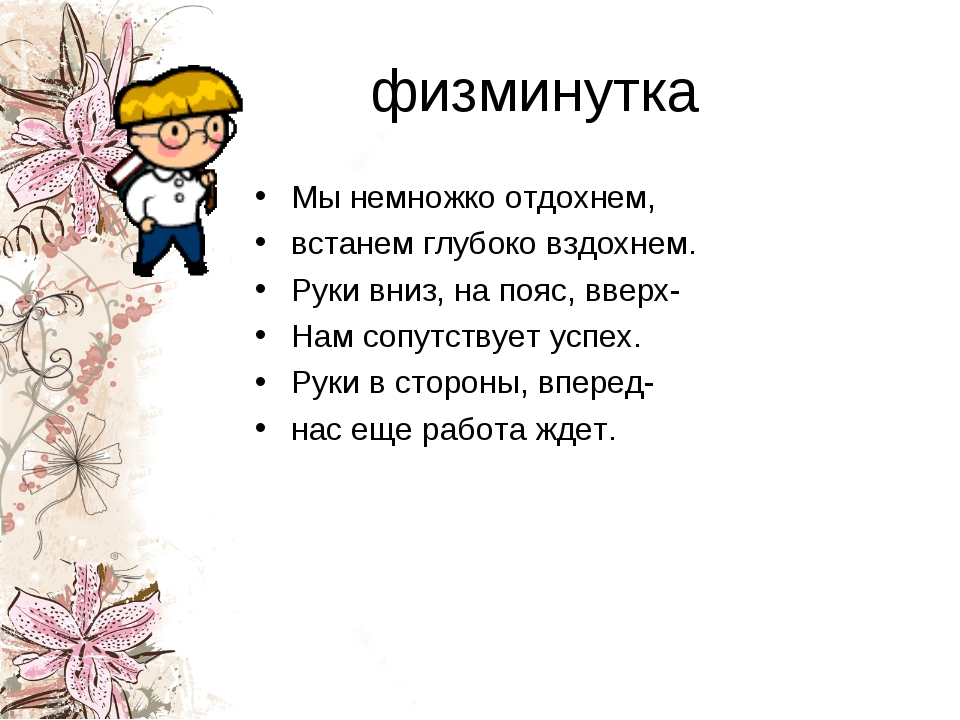 физминутка
• Мы немножко отдохнем,
• встанем глубоко вздохнем.
• Руки вниз, на пояс, вверх-
• Нам сопутствует успех.
• Руки в стороны, вперед-
• нас еще работа ждет.